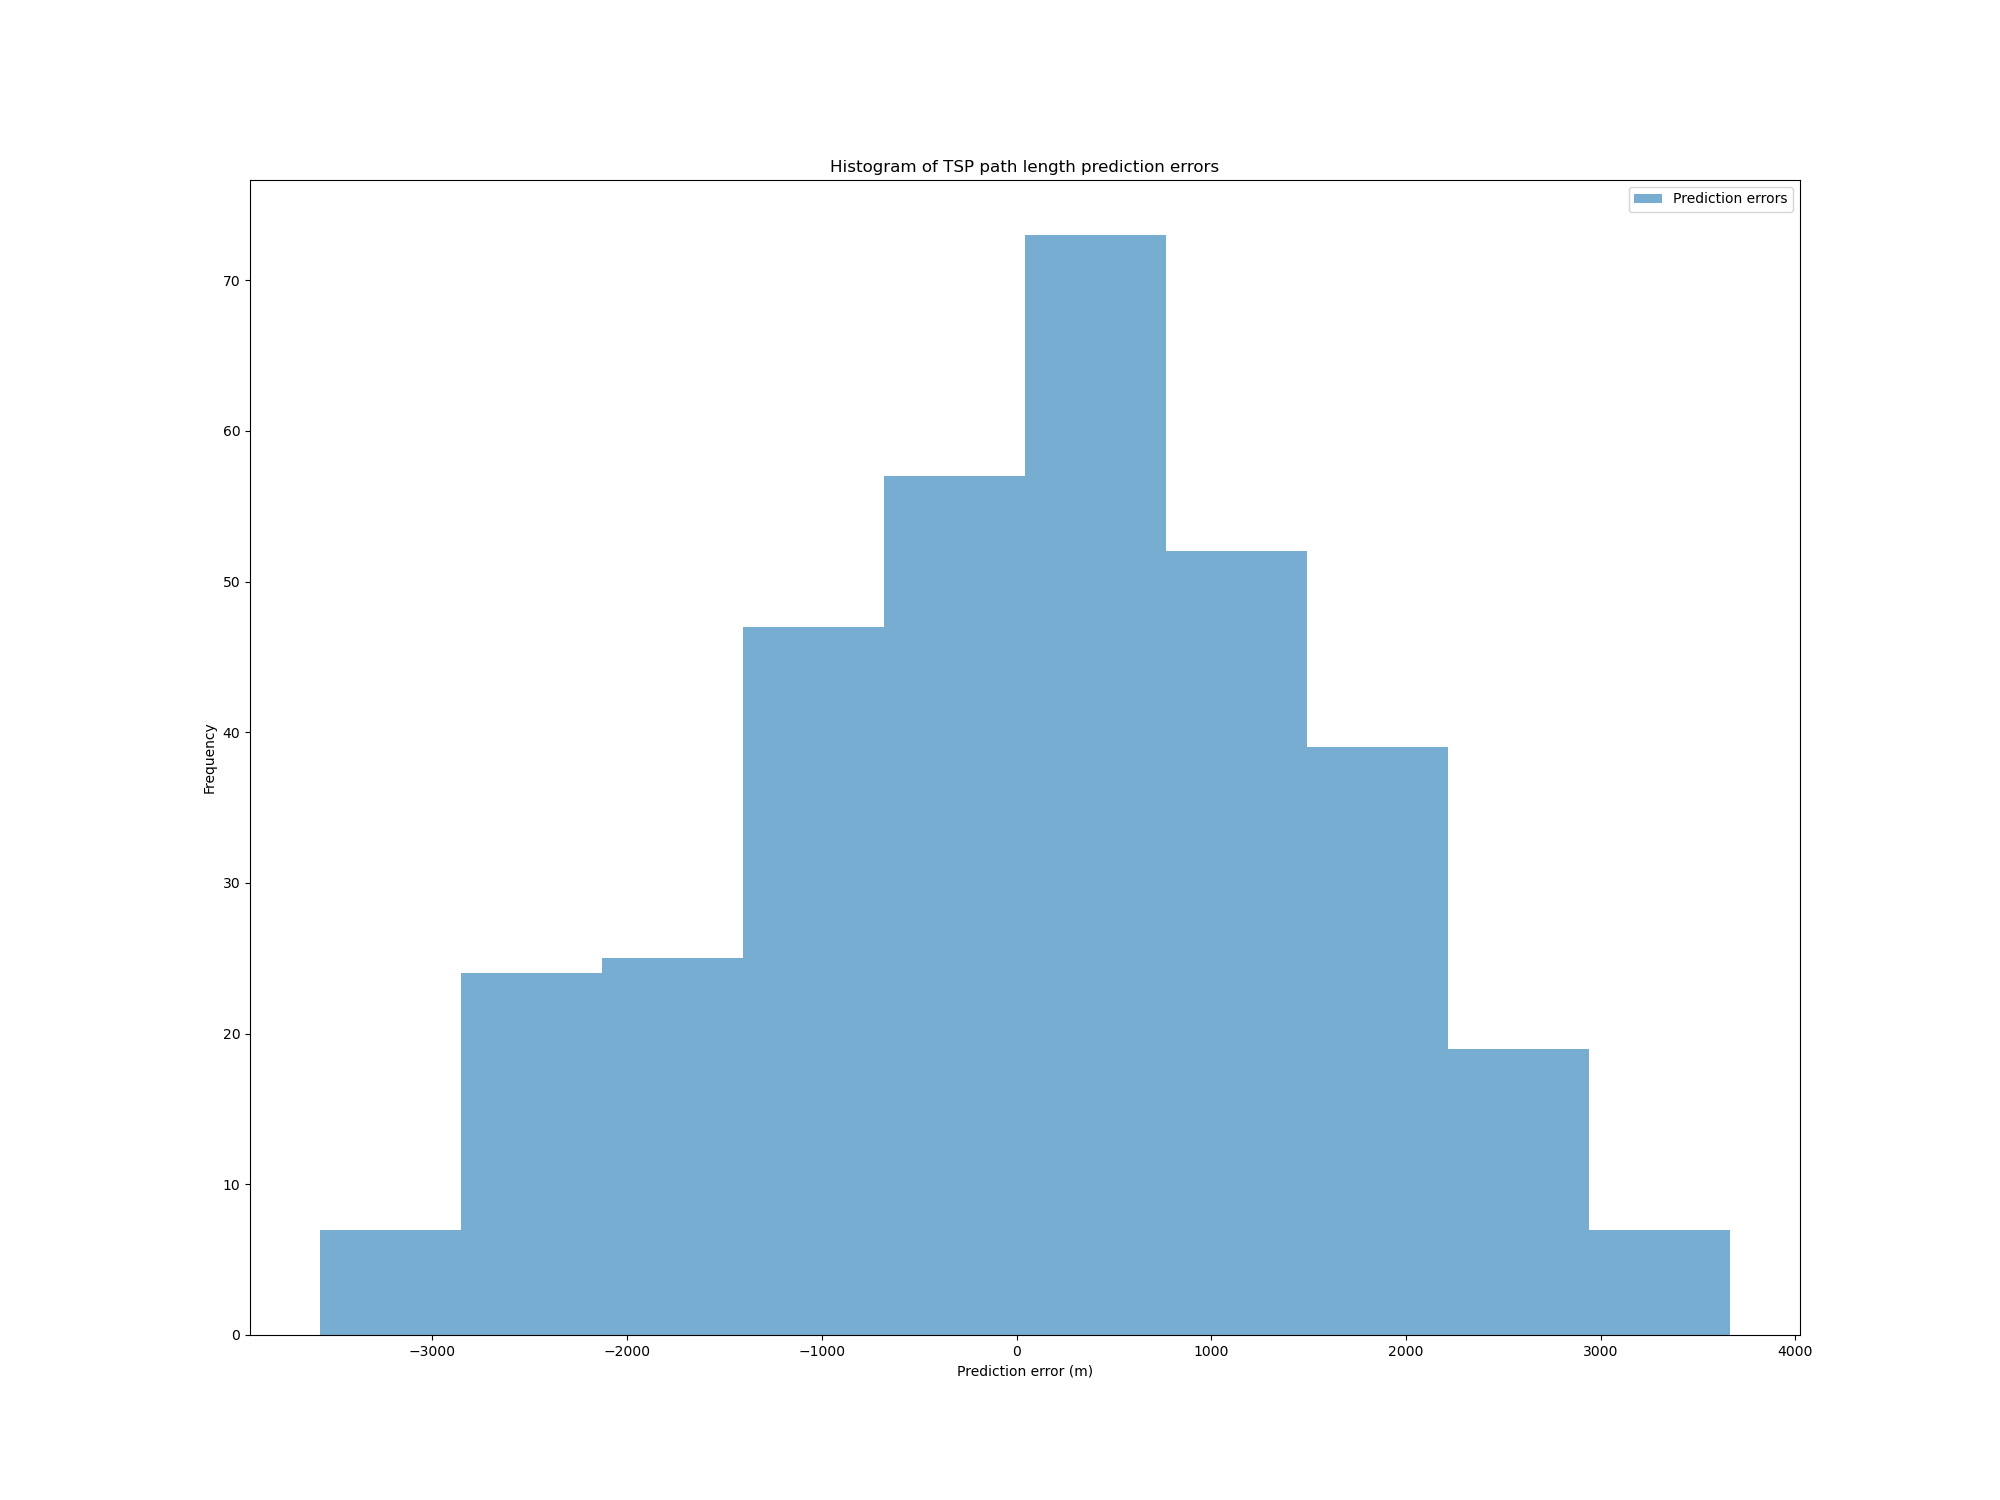 Histogram of TSP path length prediction errors
Prediction errors
70
60
50
40
30
20
10
0
Frequency
−3000 −2000 −1000 0 1000 2000 3000 4000
Prediction error (m)